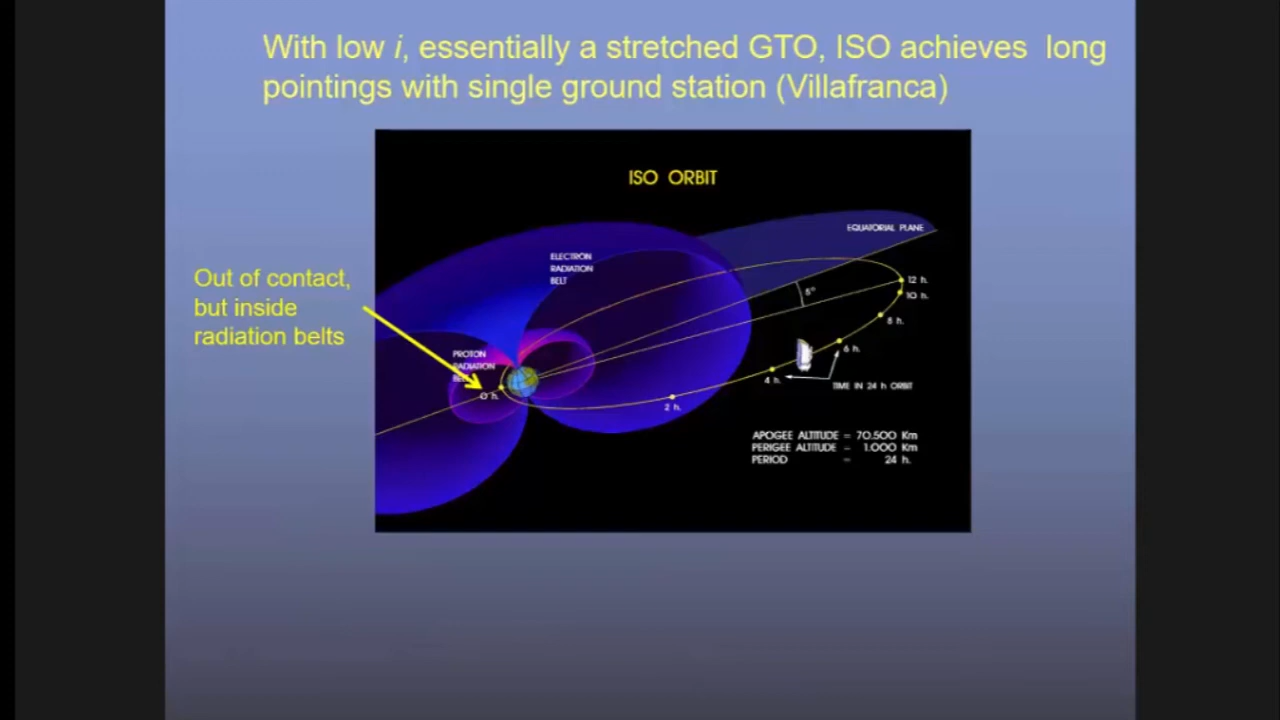 With low i, essentially a stretched GTO, ISO achieves long
pointings with single ground station (Villafranca)
ISO ORBIT
EQUATORIAL PLANE
ELECTRON
RADIATION
BELT
Out of contact,
but inside
radiation belts
5°
12 h.
10 h.
8 h.
6 h.
4 h.
2 h.
0 h.
PROTON
RADIATION
BELT
TIME IN 24 h ORBIT
APOGEE ALTITUDE = 70.500 Km
PERIGEE ALTITUDE = 1.000 Km
PERIOD = 24 h.